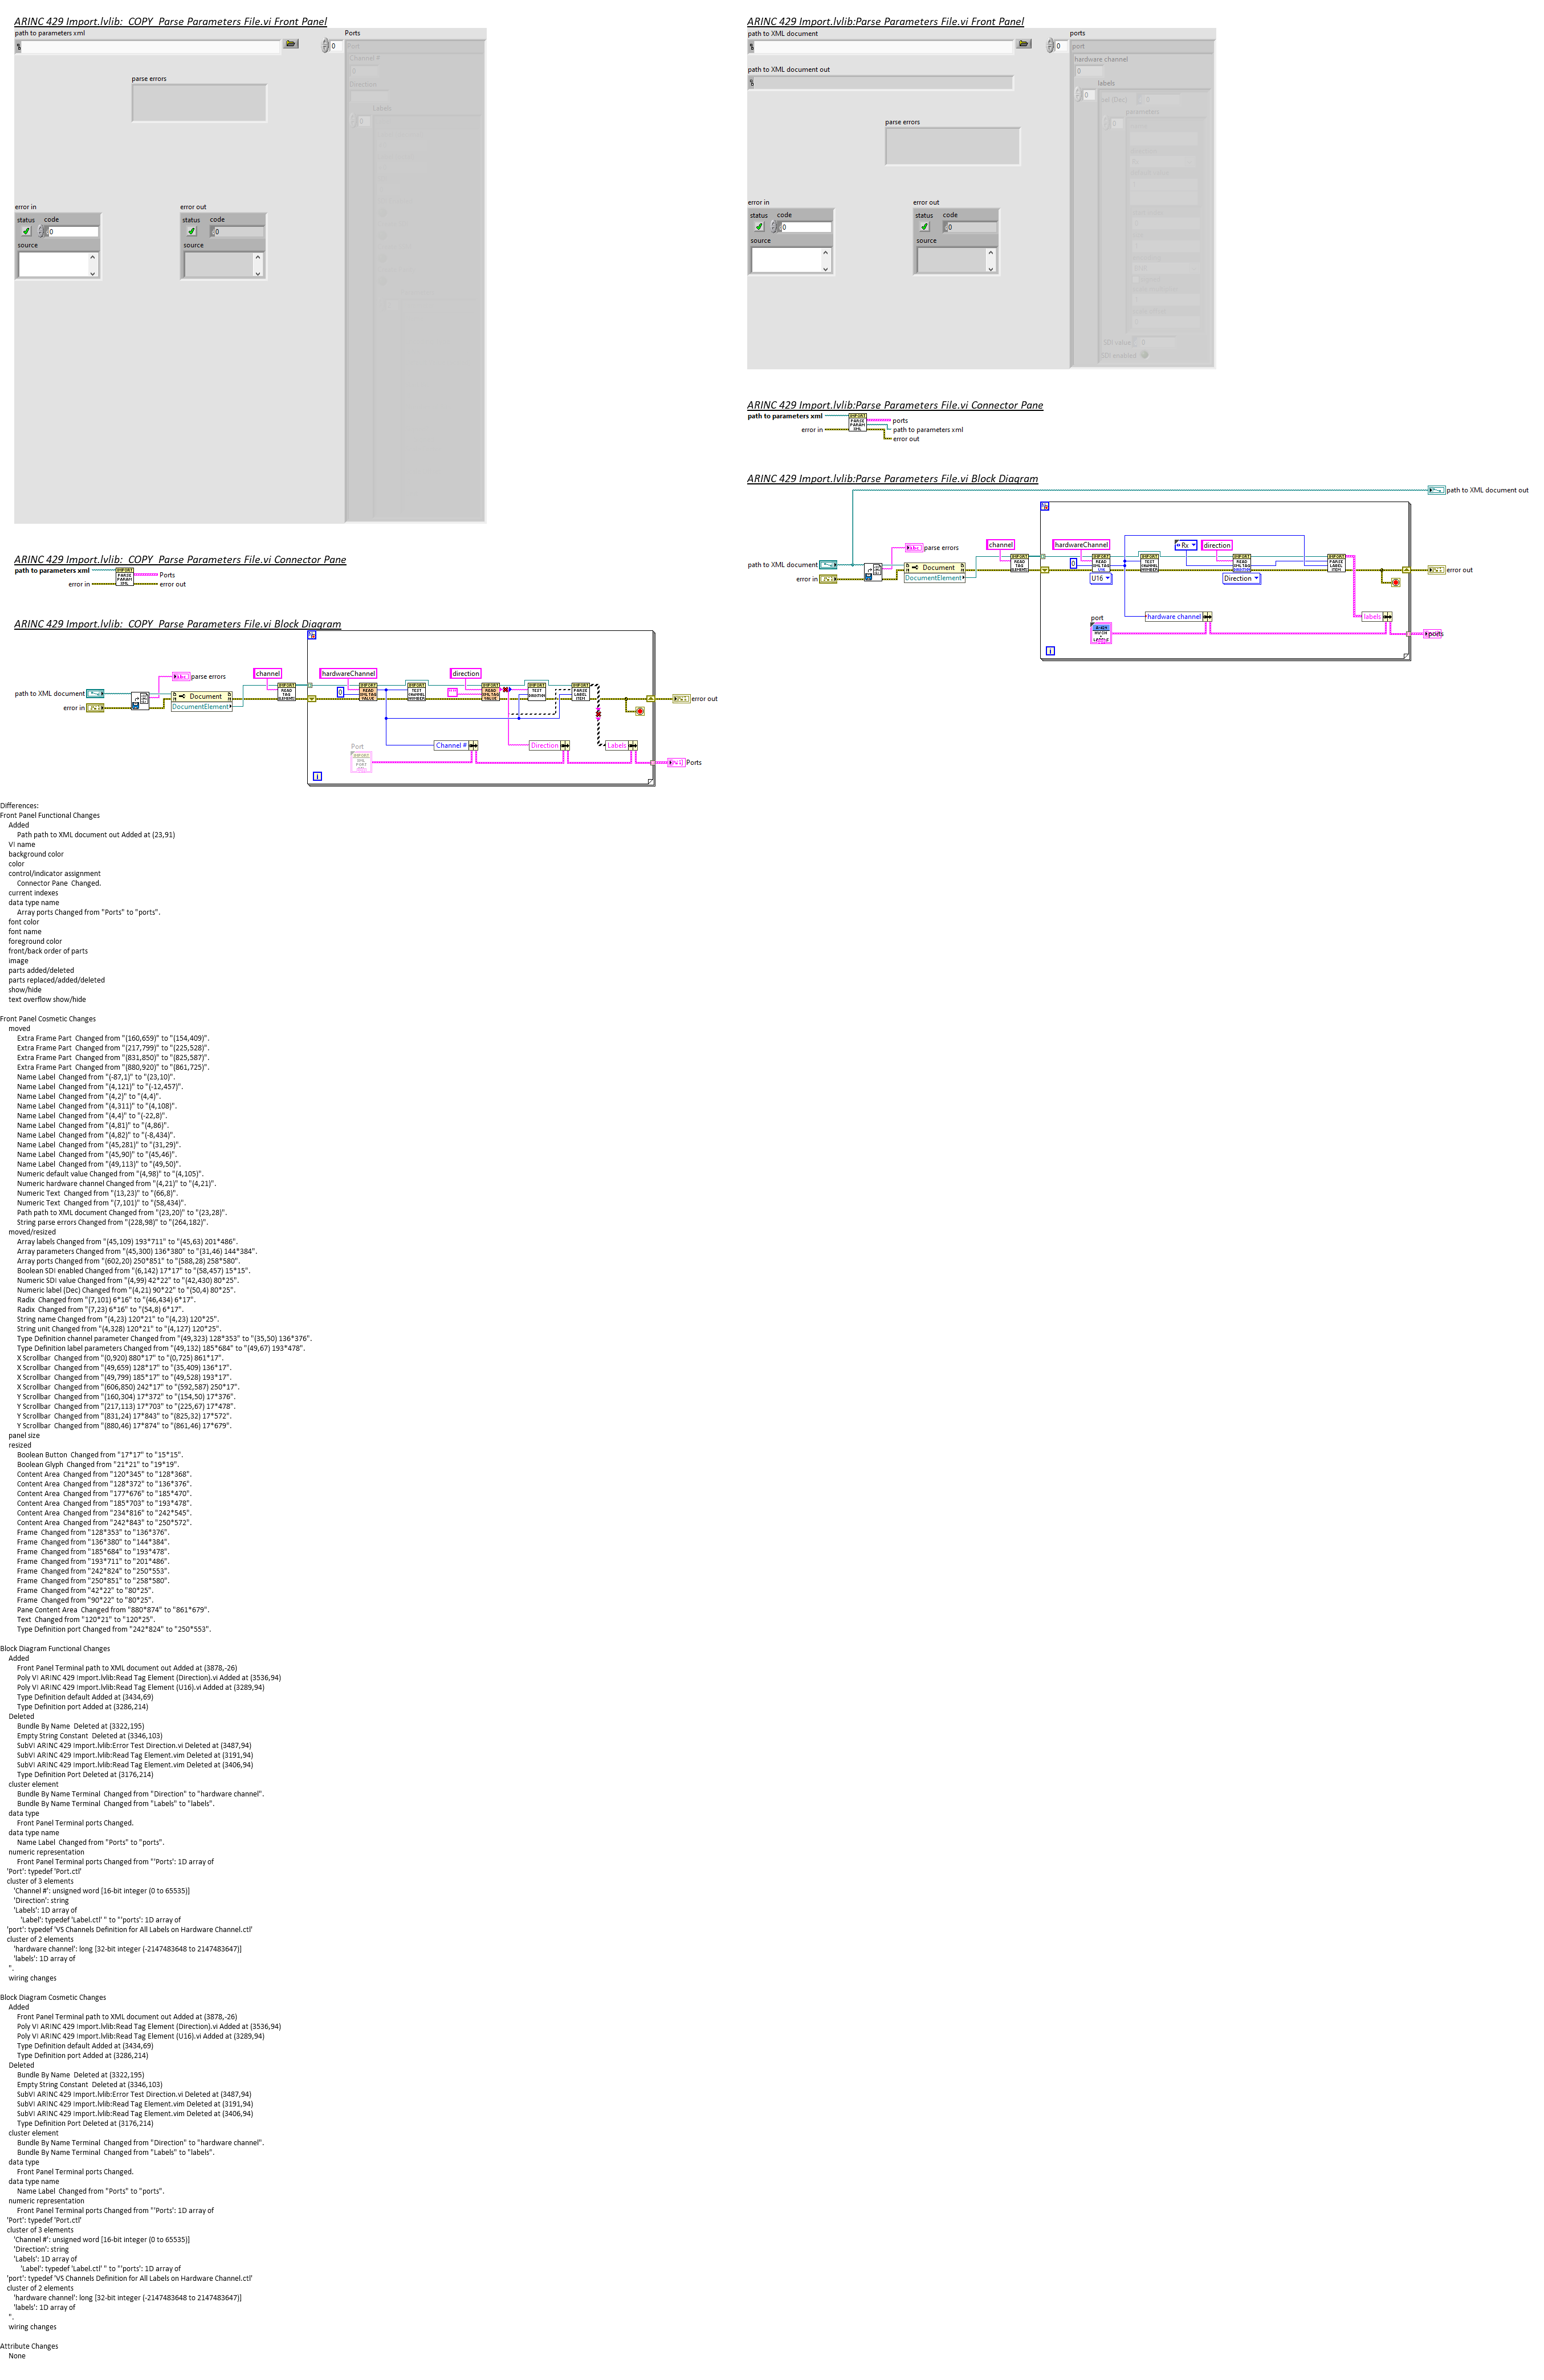 ARINC 429 Import.lvlib:_COPY_Parse Parameters File.vi Front Panel
path to parameters xml
0
Ports
Port
Channel #
0
Direction
Labels
parse errors
error in
status code
0
source
error out
status code
0
source
ARINC 429 Import.lvlib:_COPY_Parse Parameters File.vi Connector Pane
path to parameters xml
error in
Ports
error out
ARINC 429 Import.lvlib:_COPY_Parse Parameters File.vi Block Diagram
path to XML document
error in
parse errors
Document
DocumentElement
channel
hardwareChannel
0
direction
Channel #
Direction
Labels
Port
i
error out
Ports
ARINC 429 Import.lvlib:Parse Parameters File.vi Front Panel
path to XML document
0
ports
port
hardware channel
0
labels
0
path to XML document out
parse errors
parameters
SDI value 0
SDI enabled
error in
status code
0
source
error out
status code
0
source
ARINC 429 Import.lvlib:Parse Parameters File.vi Connector Pane
path to parameters xml
error in
ports
path to parameters xml
error out
ARINC 429 Import.lvlib:Parse Parameters File.vi Block Diagram
path to XML document out
path to XML document
error in
parse errors
Document
DocumentElement
channel
hardwareChannel
0
U16
Rx
direction
Direction
hardware channel
labels
port
i
error out
ports
Differences:
Front Panel Functional Changes
Added
Path path to XML document out Added at (23,91)
VI name
background color
color
control/indicator assignment
Connector Pane  Changed.
current indexes
data type name
Array ports Changed from "Ports" to "ports".
font color
font name
foreground color
front/back order of parts
image
parts added/deleted
parts replaced/added/deleted
show/hide
text overflow show/hide
Front Panel Cosmetic Changes
moved
Extra Frame Part  Changed from "(160,659)" to "(154,409)".
Extra Frame Part  Changed from "(217,799)" to "(225,528)".
Extra Frame Part  Changed from "(831,850)" to "(825,587)".
Extra Frame Part  Changed from "(880,920)" to "(861,725)".
Name Label  Changed from "(-87,1)" to "(23,10)".
Name Label  Changed from "(4,121)" to "(-12,457)".
Name Label  Changed from "(4,2)" to "(4,4)".
Name Label  Changed from "(4,311)" to "(4,108)".
Name Label  Changed from "(4,4)" to "(-22,8)".
Name Label  Changed from "(4,81)" to "(4,86)".
Name Label  Changed from "(4,82)" to "(-8,434)".
Name Label  Changed from "(45,281)" to "(31,29)".
Name Label  Changed from "(45,90)" to "(45,46)".
Name Label  Changed from "(49,113)" to "(49,50)".
Numeric default value Changed from "(4,98)" to "(4,105)".
Numeric hardware channel Changed from "(4,21)" to "(4,21)".
Numeric Text  Changed from "(13,23)" to "(66,8)".
Numeric Text  Changed from "(7,101)" to "(58,434)".
Path path to XML document Changed from "(23,20)" to "(23,28)".
String parse errors Changed from "(228,98)" to "(264,182)".
moved/resized
Array labels Changed from "(45,109) 193*711" to "(45,63) 201*486".
Array parameters Changed from "(45,300) 136*380" to "(31,46) 144*384".
Array ports Changed from "(602,20) 250*851" to "(588,28) 258*580".
Boolean SDI enabled Changed from "(6,142) 17*17" to "(58,457) 15*15".
Numeric SDI value Changed from "(4,99) 42*22" to "(42,430) 80*25".
Numeric label (Dec) Changed from "(4,21) 90*22" to "(50,4) 80*25".
Radix  Changed from "(7,101) 6*16" to "(46,434) 6*17".
Radix  Changed from "(7,23) 6*16" to "(54,8) 6*17".
String name Changed from "(4,23) 120*21" to "(4,23) 120*25".
String unit Changed from "(4,328) 120*21" to "(4,127) 120*25".
Type Definition channel parameter Changed from "(49,323) 128*353" to "(35,50) 136*376".
Type Definition label parameters Changed from "(49,132) 185*684" to "(49,67) 193*478".
X Scrollbar  Changed from "(0,920) 880*17" to "(0,725) 861*17".
X Scrollbar  Changed from "(49,659) 128*17" to "(35,409) 136*17".
X Scrollbar  Changed from "(49,799) 185*17" to "(49,528) 193*17".
X Scrollbar  Changed from "(606,850) 242*17" to "(592,587) 250*17".
Y Scrollbar  Changed from "(160,304) 17*372" to "(154,50) 17*376".
Y Scrollbar  Changed from "(217,113) 17*703" to "(225,67) 17*478".
Y Scrollbar  Changed from "(831,24) 17*843" to "(825,32) 17*572".
Y Scrollbar  Changed from "(880,46) 17*874" to "(861,46) 17*679".
panel size
resized
Boolean Button  Changed from "17*17" to "15*15".
Boolean Glyph  Changed from "21*21" to "19*19".
Content Area  Changed from "120*345" to "128*368".
Content Area  Changed from "128*372" to "136*376".
Content Area  Changed from "177*676" to "185*470".
Content Area  Changed from "185*703" to "193*478".
Content Area  Changed from "234*816" to "242*545".
Content Area  Changed from "242*843" to "250*572".
Frame  Changed from "128*353" to "136*376".
Frame  Changed from "136*380" to "144*384".
Frame  Changed from "185*684" to "193*478".
Frame  Changed from "193*711" to "201*486".
Frame  Changed from "242*824" to "250*553".
Frame  Changed from "250*851" to "258*580".
Frame  Changed from "42*22" to "80*25".
Frame  Changed from "90*22" to "80*25".
Pane Content Area  Changed from "880*874" to "861*679".
Text  Changed from "120*21" to "120*25".
Type Definition port Changed from "242*824" to "250*553".
Block Diagram Functional Changes
Added
Front Panel Terminal path to XML document out Added at (3878,-26)
Poly VI ARINC 429 Import.lvlib:Read Tag Element (Direction).vi Added at (3536,94)
Poly VI ARINC 429 Import.lvlib:Read Tag Element (U16).vi Added at (3289,94)
Type Definition default Added at (3434,69)
Type Definition port Added at (3286,214)
Deleted
Bundle By Name  Deleted at (3322,195)
Empty String Constant  Deleted at (3346,103)
SubVI ARINC 429 Import.lvlib:Error Test Direction.vi Deleted at (3487,94)
SubVI ARINC 429 Import.lvlib:Read Tag Element.vim Deleted at (3191,94)
SubVI ARINC 429 Import.lvlib:Read Tag Element.vim Deleted at (3406,94)
Type Definition Port Deleted at (3176,214)
cluster element
Bundle By Name Terminal  Changed from "Direction" to "hardware channel".
Bundle By Name Terminal  Changed from "Labels" to "labels".
data type
Front Panel Terminal ports Changed.
data type name
Name Label  Changed from "Ports" to "ports".
numeric representation
Front Panel Terminal ports Changed from "'Ports': 1D array of
'Port': typedef 'Port.ctl'
cluster of 3 elements
'Channel #': unsigned word [16-bit integer (0 to 65535)]
'Direction': string
'Labels': 1D array of
'Label': typedef 'Label.ctl' " to "'ports': 1D array of
'port': typedef 'VS Channels Definition for All Labels on Hardware Channel.ctl'
cluster of 2 elements
'hardware channel': long [32-bit integer (-2147483648 to 2147483647)]
'labels': 1D array of
".
wiring changes
Block Diagram Cosmetic Changes
Added
Front Panel Terminal path to XML document out Added at (3878,-26)
Poly VI ARINC 429 Import.lvlib:Read Tag Element (Direction).vi Added at (3536,94)
Poly VI ARINC 429 Import.lvlib:Read Tag Element (U16).vi Added at (3289,94)
Type Definition default Added at (3434,69)
Type Definition port Added at (3286,214)
Deleted
Bundle By Name  Deleted at (3322,195)
Empty String Constant  Deleted at (3346,103)
SubVI ARINC 429 Import.lvlib:Error Test Direction.vi Deleted at (3487,94)
SubVI ARINC 429 Import.lvlib:Read Tag Element.vim Deleted at (3191,94)
SubVI ARINC 429 Import.lvlib:Read Tag Element.vim Deleted at (3406,94)
Type Definition Port Deleted at (3176,214)
cluster element
Bundle By Name Terminal  Changed from "Direction" to "hardware channel".
Bundle By Name Terminal  Changed from "Labels" to "labels".
data type
Front Panel Terminal ports Changed.
data type name
Name Label  Changed from "Ports" to "ports".
numeric representation
Front Panel Terminal ports Changed from "'Ports': 1D array of
'Port': typedef 'Port.ctl'
cluster of 3 elements
'Channel #': unsigned word [16-bit integer (0 to 65535)]
'Direction': string
'Labels': 1D array of
'Label': typedef 'Label.ctl' " to "'ports': 1D array of
'port': typedef 'VS Channels Definition for All Labels on Hardware Channel.ctl'
cluster of 2 elements
'hardware channel': long [32-bit integer (-2147483648 to 2147483647)]
'labels': 1D array of
".
wiring changes
Attribute Changes
None